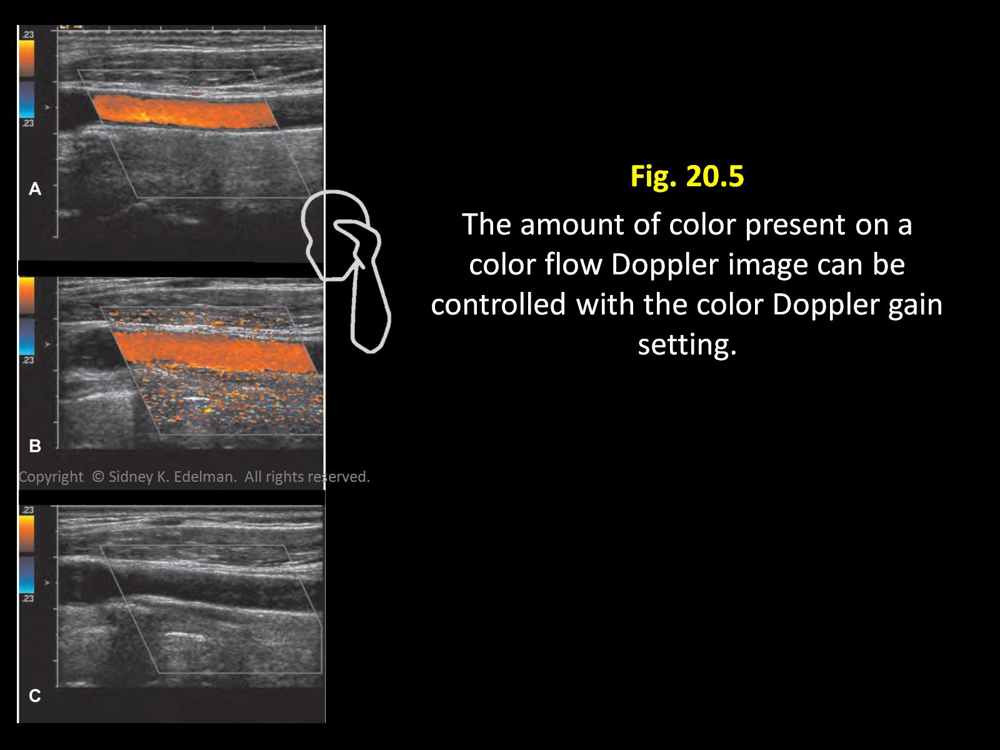 .23
.23
A
.23
B
Copyright © Sidney K. Edelman. All rights reserved.
.23
.23
C
Fig. 20.5
The amount of color present on a
color flow Doppler image can be
controlled with the color Doppler gain
setting.